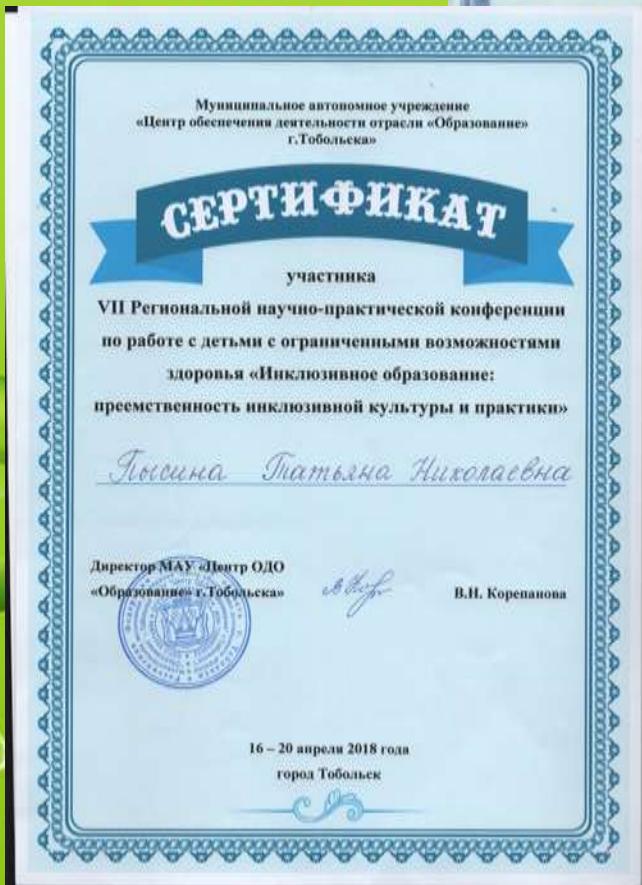 Муниципальное автономное учреждение
«Центр обеспечения деятельности отрасли «Образование»
г.Тобольска»
СЕРТИФИКАТ
участника
VII Региональной научно-практической конференции
по работе с детьми с ограниченными возможностями
здоровья «Инклюзивное образование:
преемственность инклюзивной культуры и практики»
Пысина Татьяна Николаевна
Директор МАУ «Центр ОДО
«Образование» г.Тобольска»
В.Н. Корепанова
16 – 20 апреля 2018 года
город Тобольск